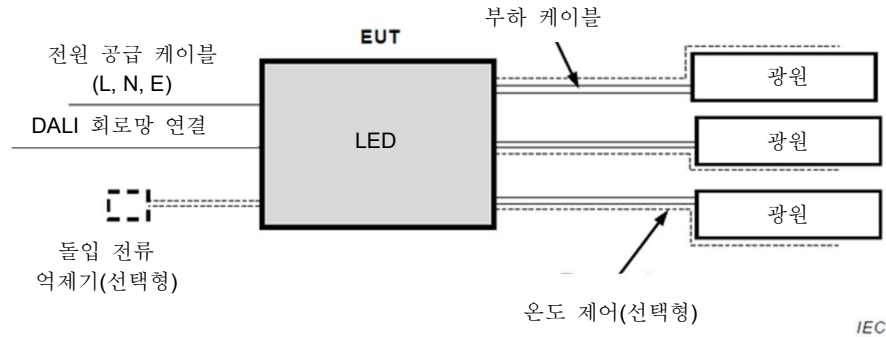 부하 케이블
EUT
전원 공급 케이블
(L, N, E)
DALI 회로망 연결
LED
광원
광원
광원
돌입 전류
억제기(선택형)
온도 제어(선택형)
IEC